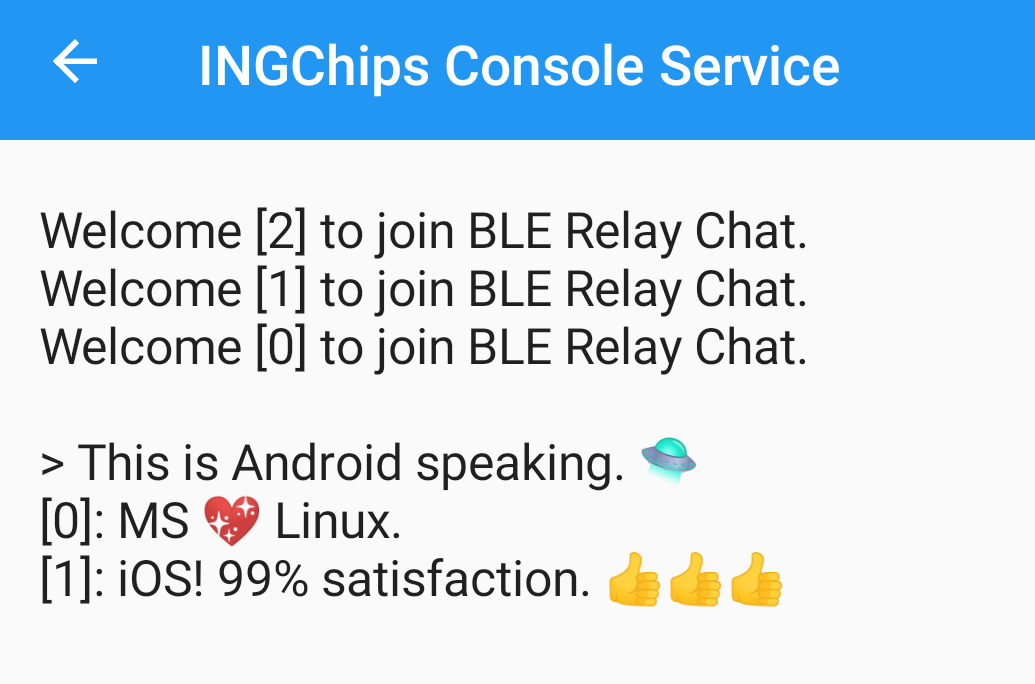 INGChips Console Service
Welcome [2] to join BLE Relay Chat.
Welcome [1] to join BLE Relay Chat.
Welcome [0] to join BLE Relay Chat.
> This is Android speaking. 🛸
[0]: MS 💖 Linux.
[1]: iOS! 99% satisfaction. 👍👍👍